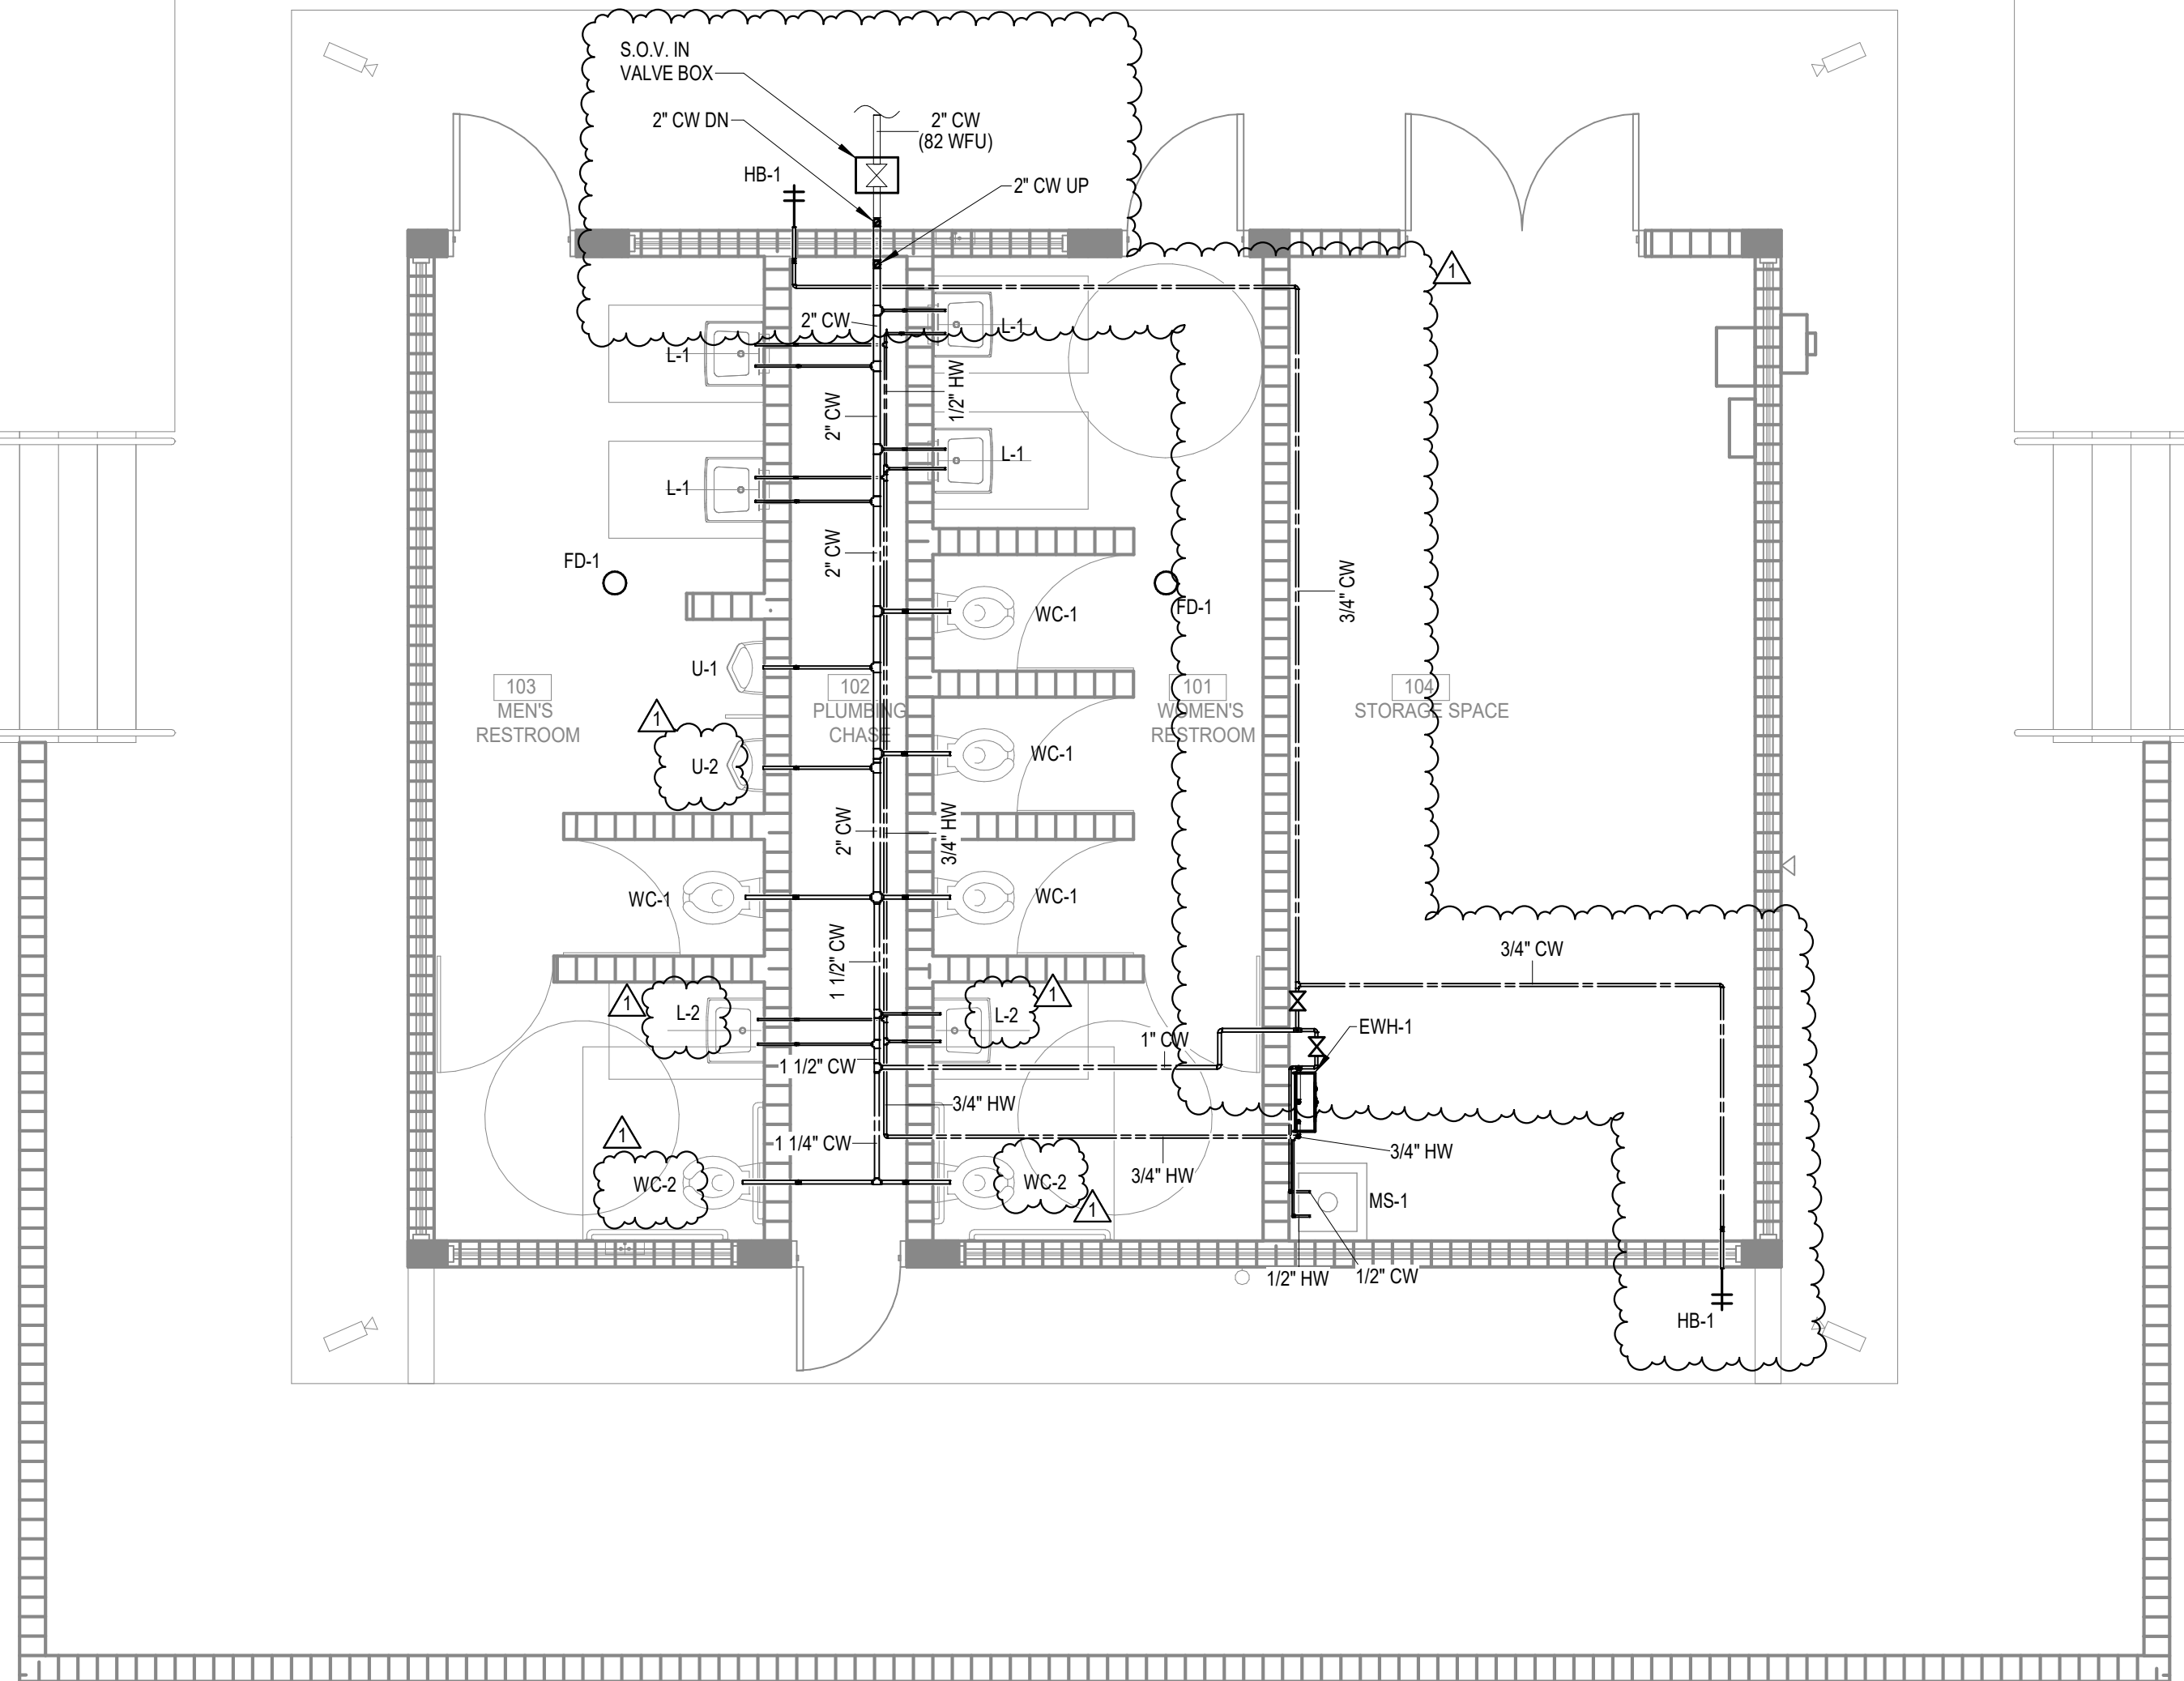 S.O.V. IN
VALVE BOX
2" CW DN
2" CW
(82 WFU)
HB-1
2" CW UP
1
2" CW
L-1
L-1
1/2" HW
2" CW
L-1
L-1
2" CW
FD-1
FD-1
3/4" CW
WC-1
U-1
103
MEN'S
RESTROOM
102
PLUMBING
CHASE
101
WOMEN'S
RESTROOM
104
STORAGE SPACE
1
U-2
WC-1
2" CW
3/4" HW
WC-1
WC-1
1 1/2" CW
3/4" CW
1
L-2
L-2
1
1 1/2" CW
1" CW
EWH-1
3/4" HW
1
1 1/4" CW
3/4" HW
3/4" HW
WC-2
WC-2
1
MS-1
1/2" HW
1/2" CW
HB-1